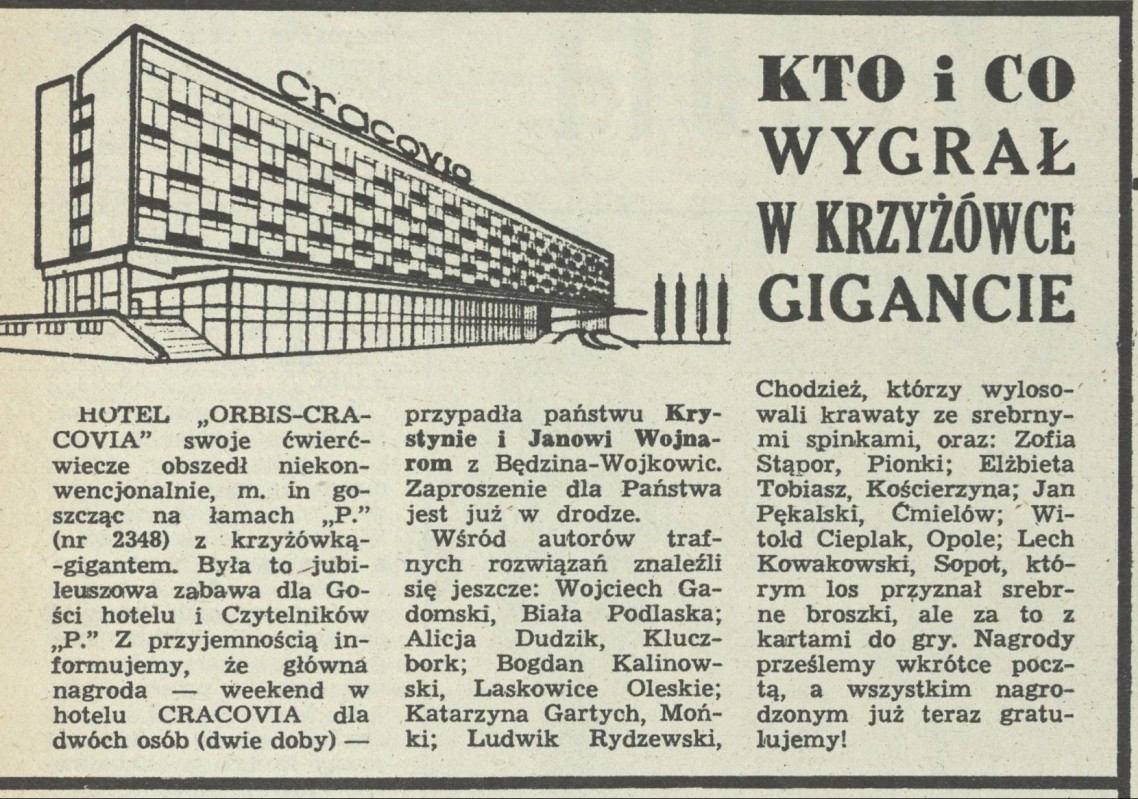 Cracovia
KTO i CO
WYGRAŁ
W KRZYŻÓWCE
GIGANCIE
HOTEL „ORBIS-CRA-
COVIA” swoje ćwierć-
wiecze obszedł niekon-
wencjonalnie, m. in go-
szcząc na łamach „P.”
(nr 2348) z krzyżówką-
-gigantem. Była to jubi-
leuszowa zabawa dla Go-
ści hotelu i Czytelników
„P.” Z przyjemnością in-
formujemy, że główna
nagroda — weekend w
hotelu CRACOVIA dla
dwóch osób (dwie doby) —
przypadła państwu Kry-
stynie i Janowi Wojna-
rom z Będzina-Wojkowic.
Zaproszenie dla Państwa
jest już w drodze.
Wśród autorów traf-
nych rozwiązań znaleźli
się jeszcze: Wojciech Ga-
domski, Biała Podlaska;
Alicja Dudzik, Klucz-
bork; Bogdan Kalinow-
ski, Laskowice Oleskie;
Katarzyna Gartych, Moń-
ki; Ludwik Rydzewski,
Chodzież, którzy wyloso-
wali krawaty ze srebrny-
mi spinkami, oraz: Zofia
Stąpor, Pionki; Elżbieta
Tobiasz, Kościerzyna; Jan
Pękalski, Ćmielów; Wi-
told Cieplak, Opole; Lech
Kowakowski, Sopot, któ-
rym los przyznał srebr-
ne broszki, ale za to z
kartami do gry. Nagrody
prześlemy wkrótce pocz-
tą, a wszystkim nagro-
dzonym już teraz gratu-
lujemy!